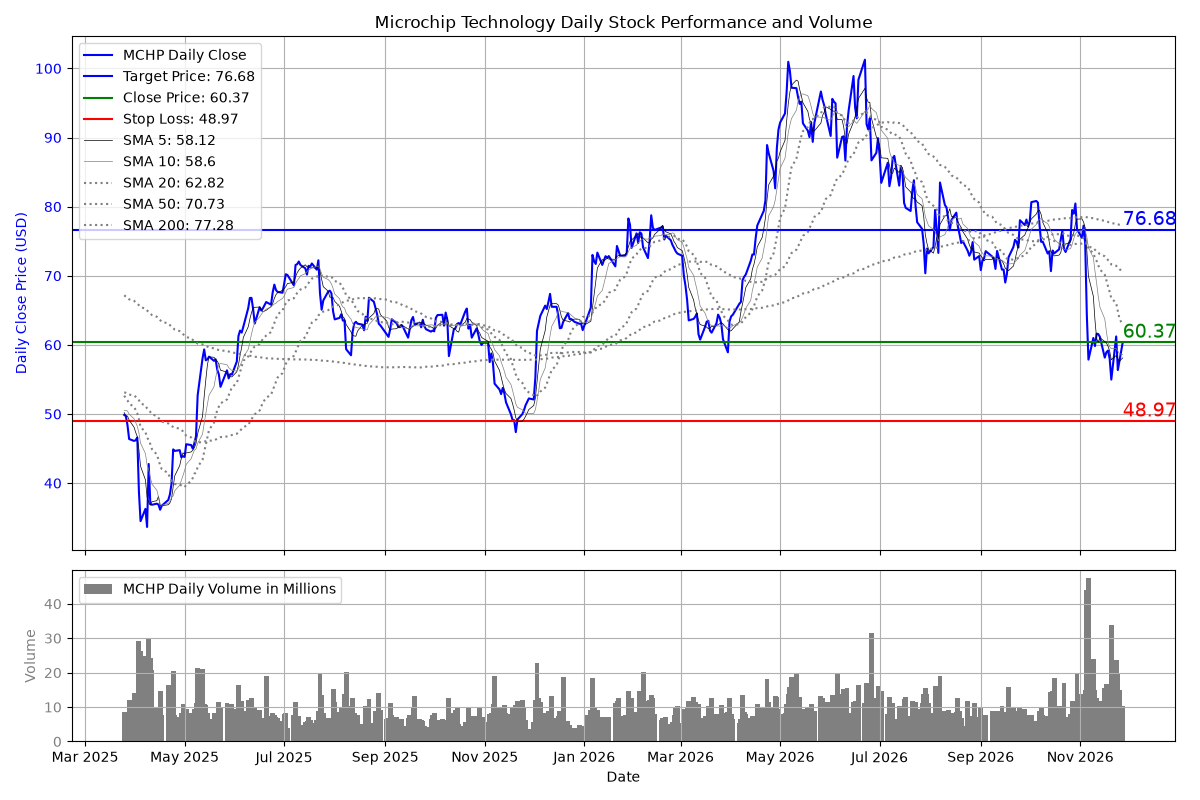 Microchip Technology Daily Stock Performance and Volume
MCHP Daily Close
Target Price: 76.68
Close Price: 60.37
Stop Loss: 48.97
SMA 5: 58.12
SMA 10: 58.6
SMA 20: 62.82
SMA 50: 70.73
SMA 200: 77.28
Daily Close Price (USD)
100
90
80
70
60
50
40
76.68
60.37
48.97
MCHP Daily Volume in Millions
Volume
40
30
20
10
0
Mar 2025
May 2025
Jul 2025
Sep 2025
Nov 2025
Jan 2026
Mar 2026
May 2026
Jul 2026
Sep 2026
Nov 2026
Date